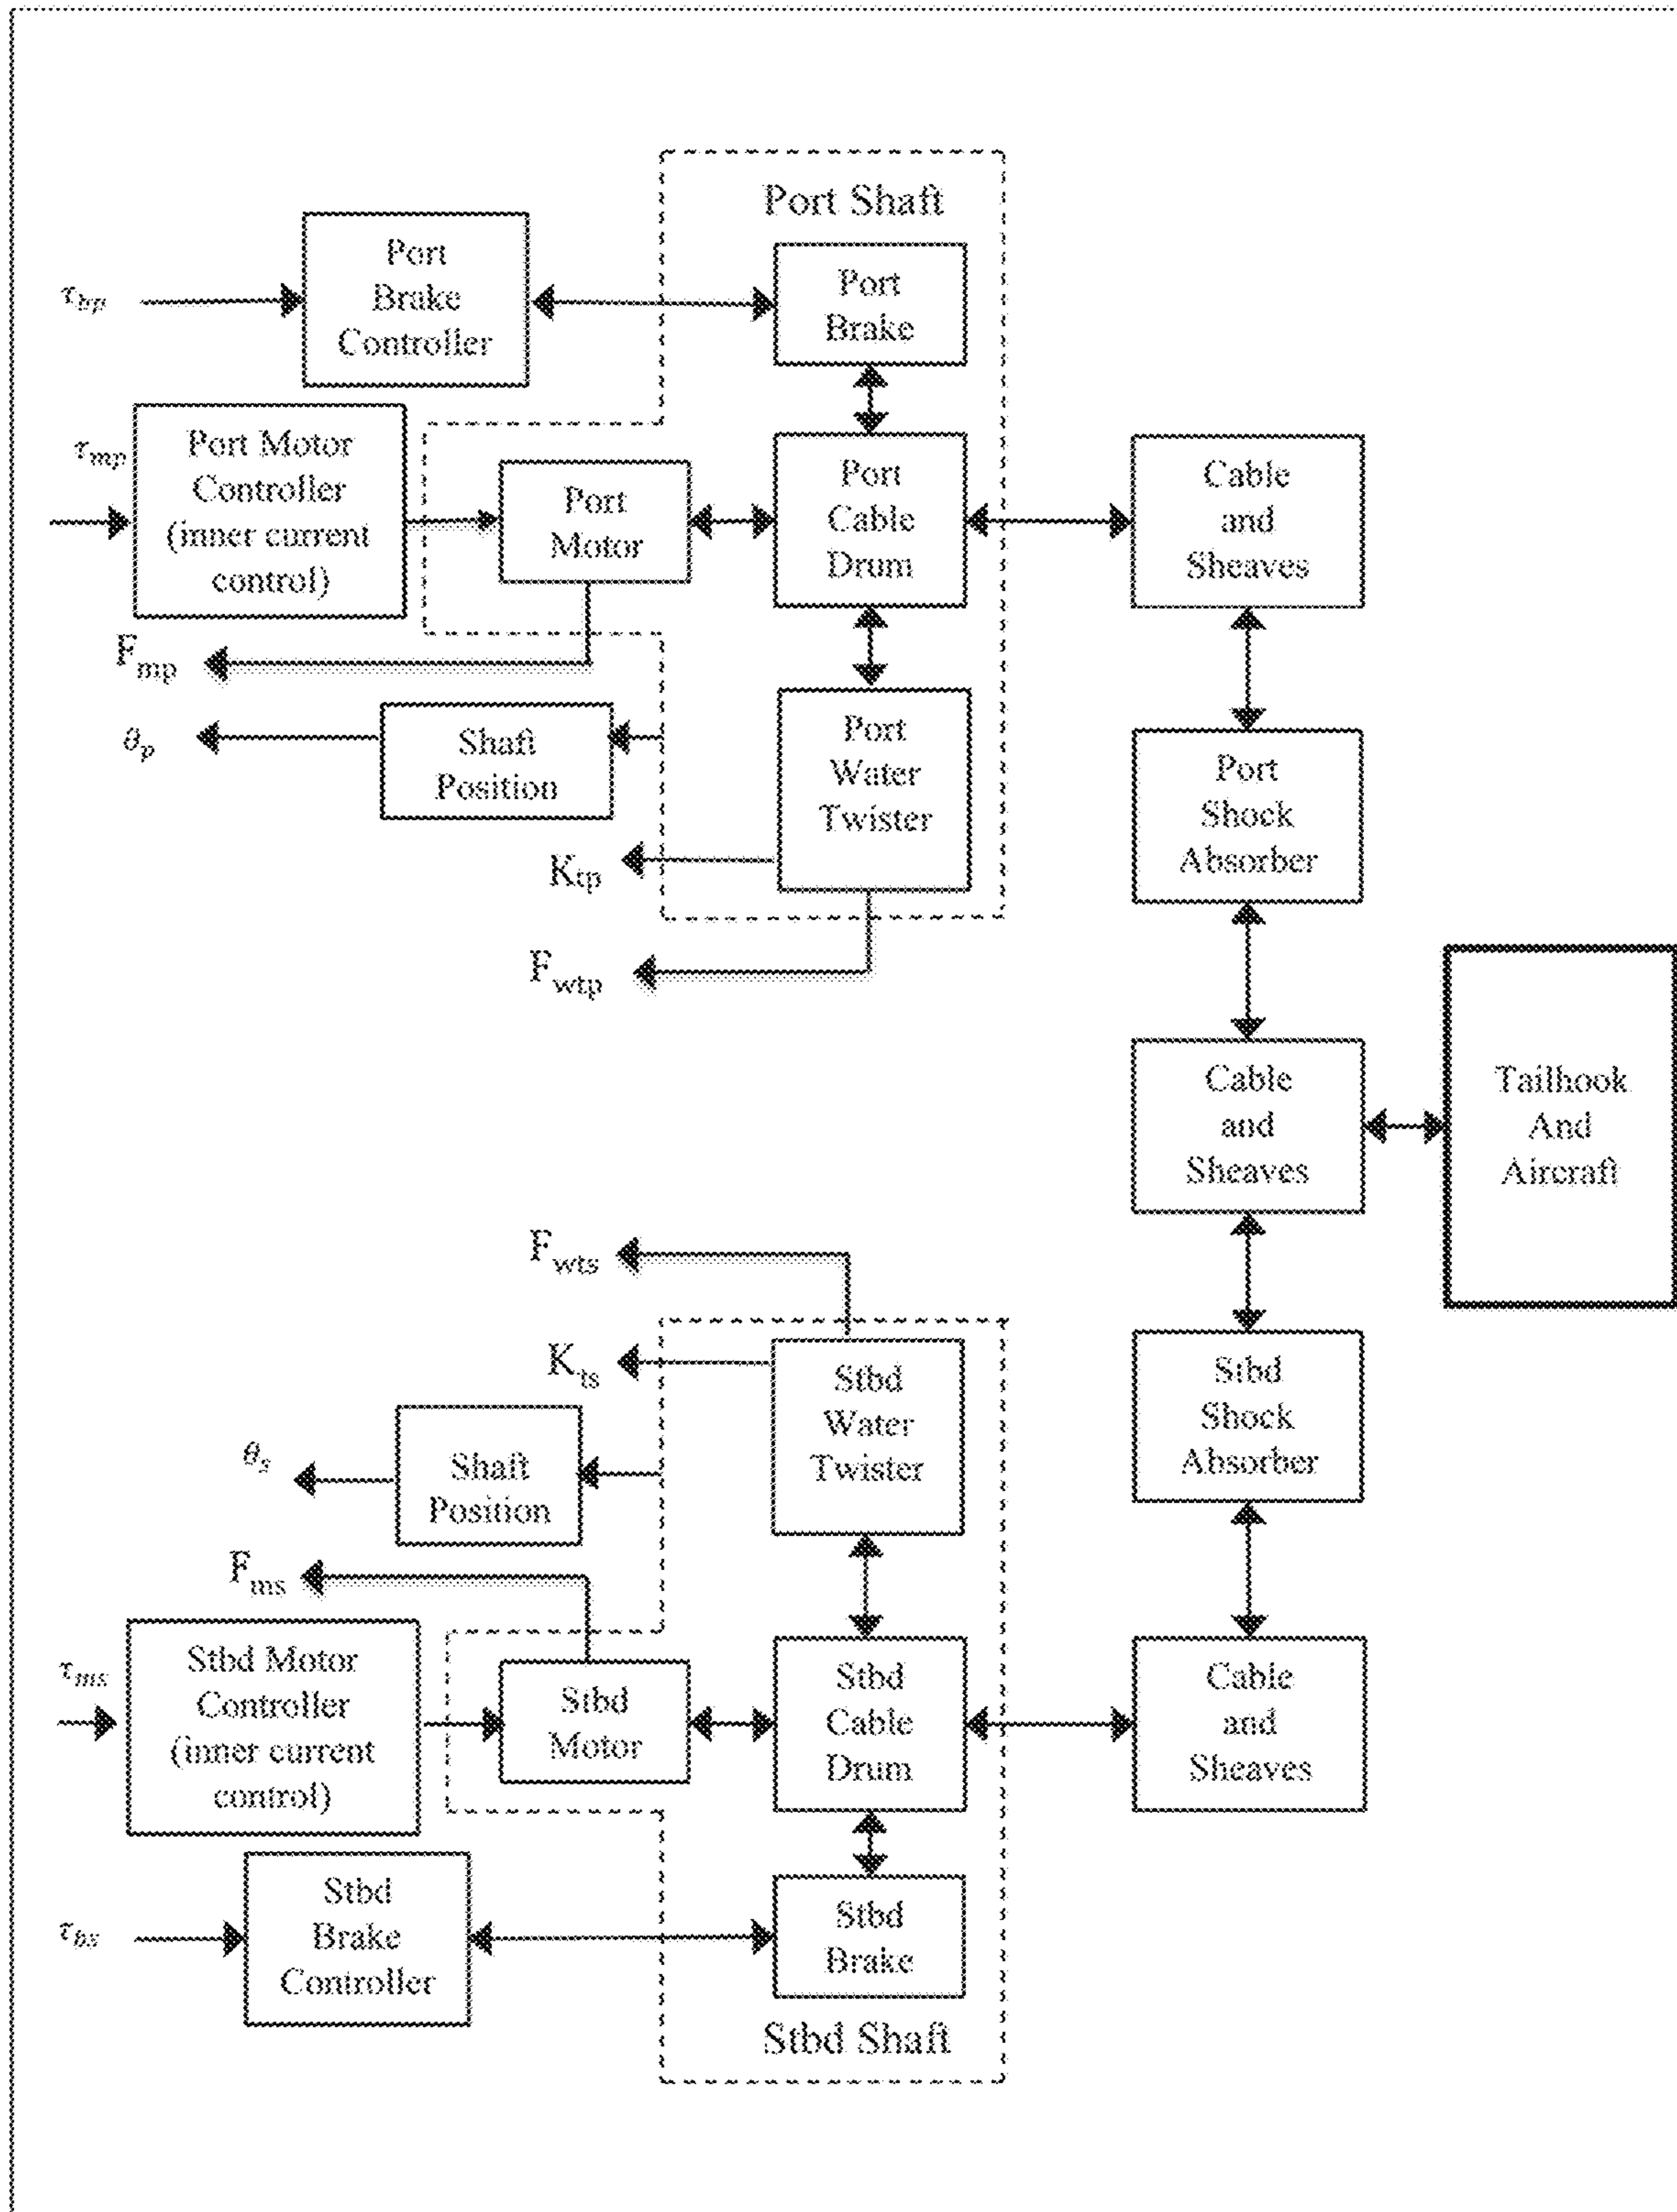 Port Shaft
Port
Brake
Controller
Port
Brake
τbp
τmp
Port Motor
Controller
(inner current
control)
Port
Motor
Port
Cable
Drum
Cable
and
Sheaves
Fmp
θp
Shaft
Position
Port
Water
Twister
Port
Shock
Absorber
Ktp
Fwtp
Cable
and
Sheaves
Tailhook
And
Aircraft
Fwts
Kts
Stbd
Water
Twister
Stbd
Shock
Absorber
θs
Shaft
Position
Fms
τms
Stbd Motor
Controller
(inner current
control)
Stbd
Motor
Stbd
Cable
Drum
Cable
and
Sheaves
τbs
Stbd
Brake
Controller
Stbd
Brake
Stbd Shaft